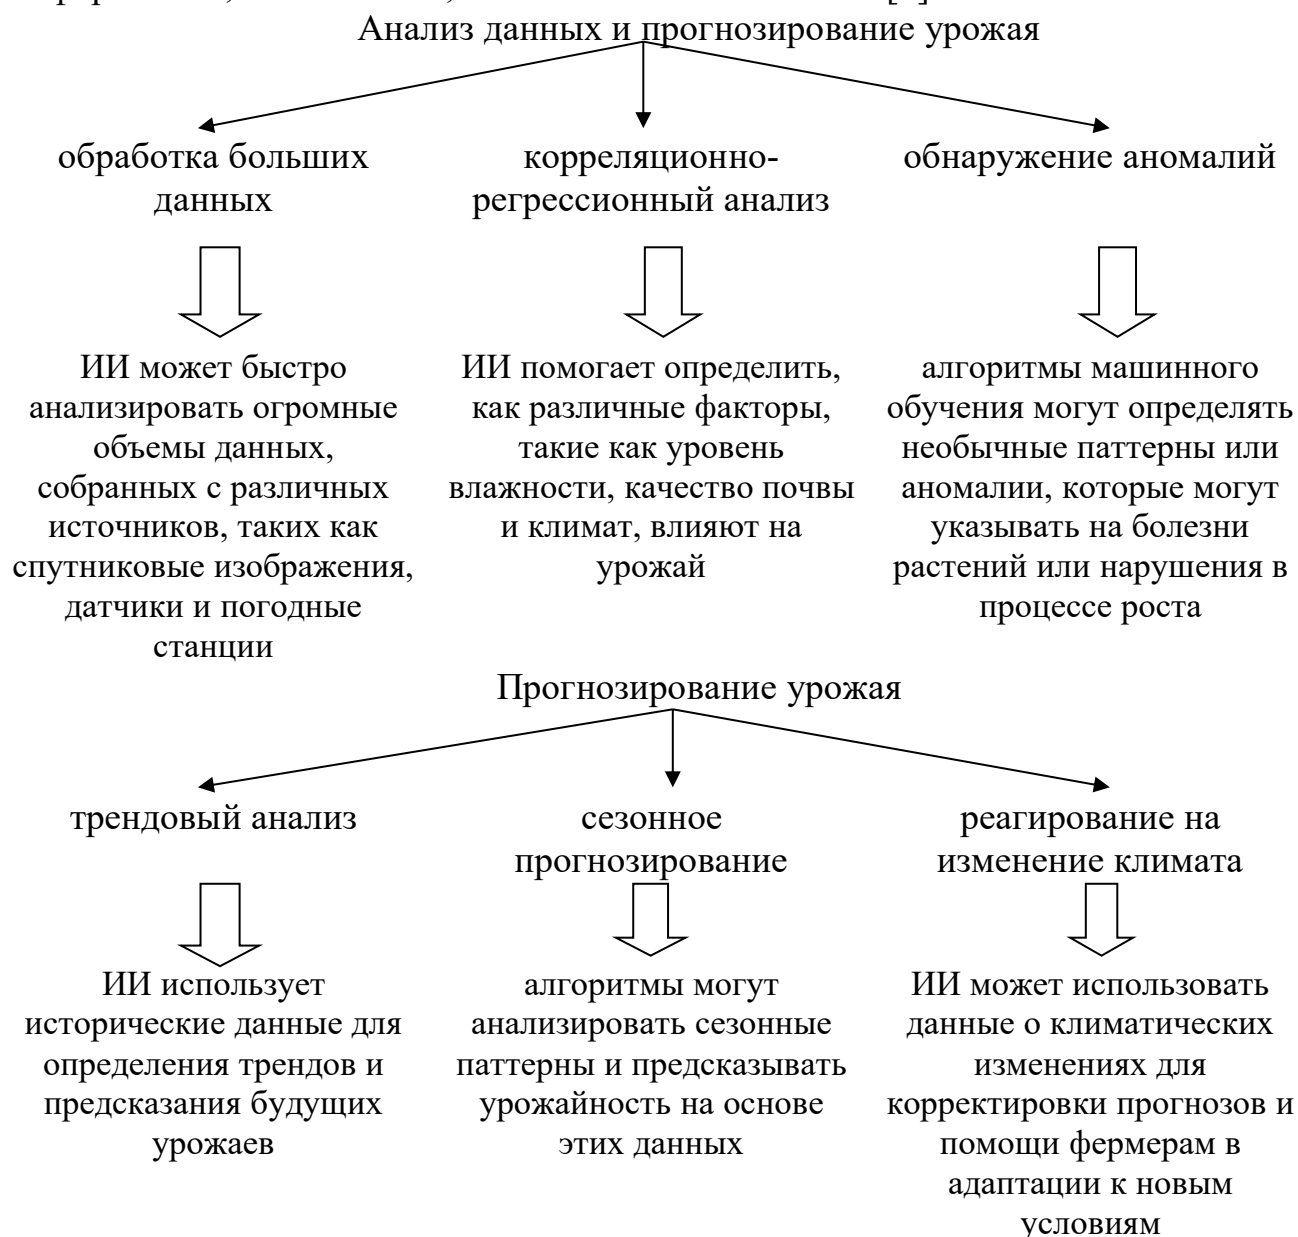 Анализ данных и прогнозирование урожая
обработка больших
данных
корреляционно-
регрессионный анализ
обнаружение аномалий
ИИ может быстро
анализировать огромные
объемы данных,
собранных с различных
источников, таких как
спутниковые изображения,
датчики и погодные
станции
ИИ помогает определить,
как различные факторы,
такие как уровень
влажности, качество почвы
и климат, влияют на
урожай
алгоритмы машинного
обучения могут определять
необычные паттерны или
аномалии, которые могут
указывать на болезни
растений или нарушения в
процессе роста
Прогнозирование урожая
трендовый анализ
сезонное
прогнозирование
реагирование на
изменение климата
ИИ использует
исторические данные для
определения трендов и
предсказания будущих
урожаев
алгоритмы могут
анализировать сезонные
паттерны и предсказывать
урожайность на основе
этих данных
ИИ может использовать
данные о климатических
изменениях для
корректировки прогнозов и
помощи фермерам в
адаптации к новым
условиям